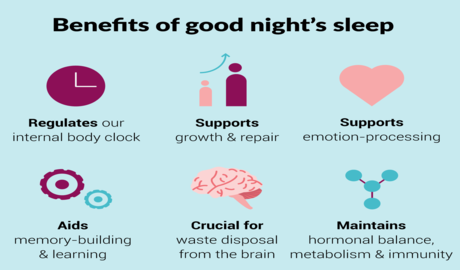 Benefits of good night's sleep
Regulates our
internal body clock
Supports
growth & repair
Supports
emotion-processing
Aids
memory-building
& learning
Crucial for
waste disposal
from the brain
Maintains
hormonal balance,
metabolism & immunity